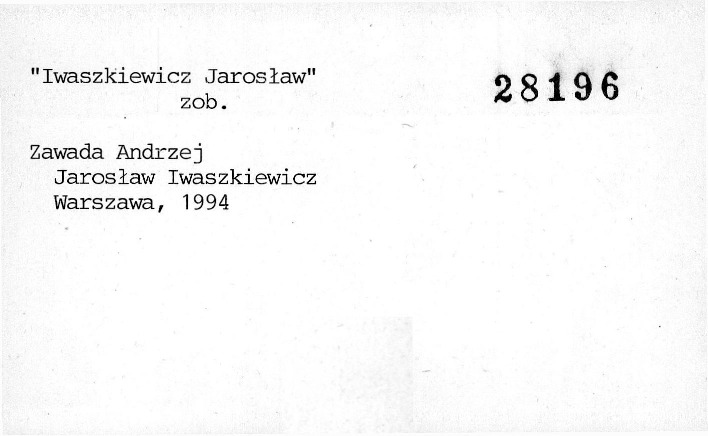 "Iwaszkiewicz Jarosław"
zob.
28196
Zawada Andrzej
Jarosław Iwaszkiewicz
Warszawa, 1994